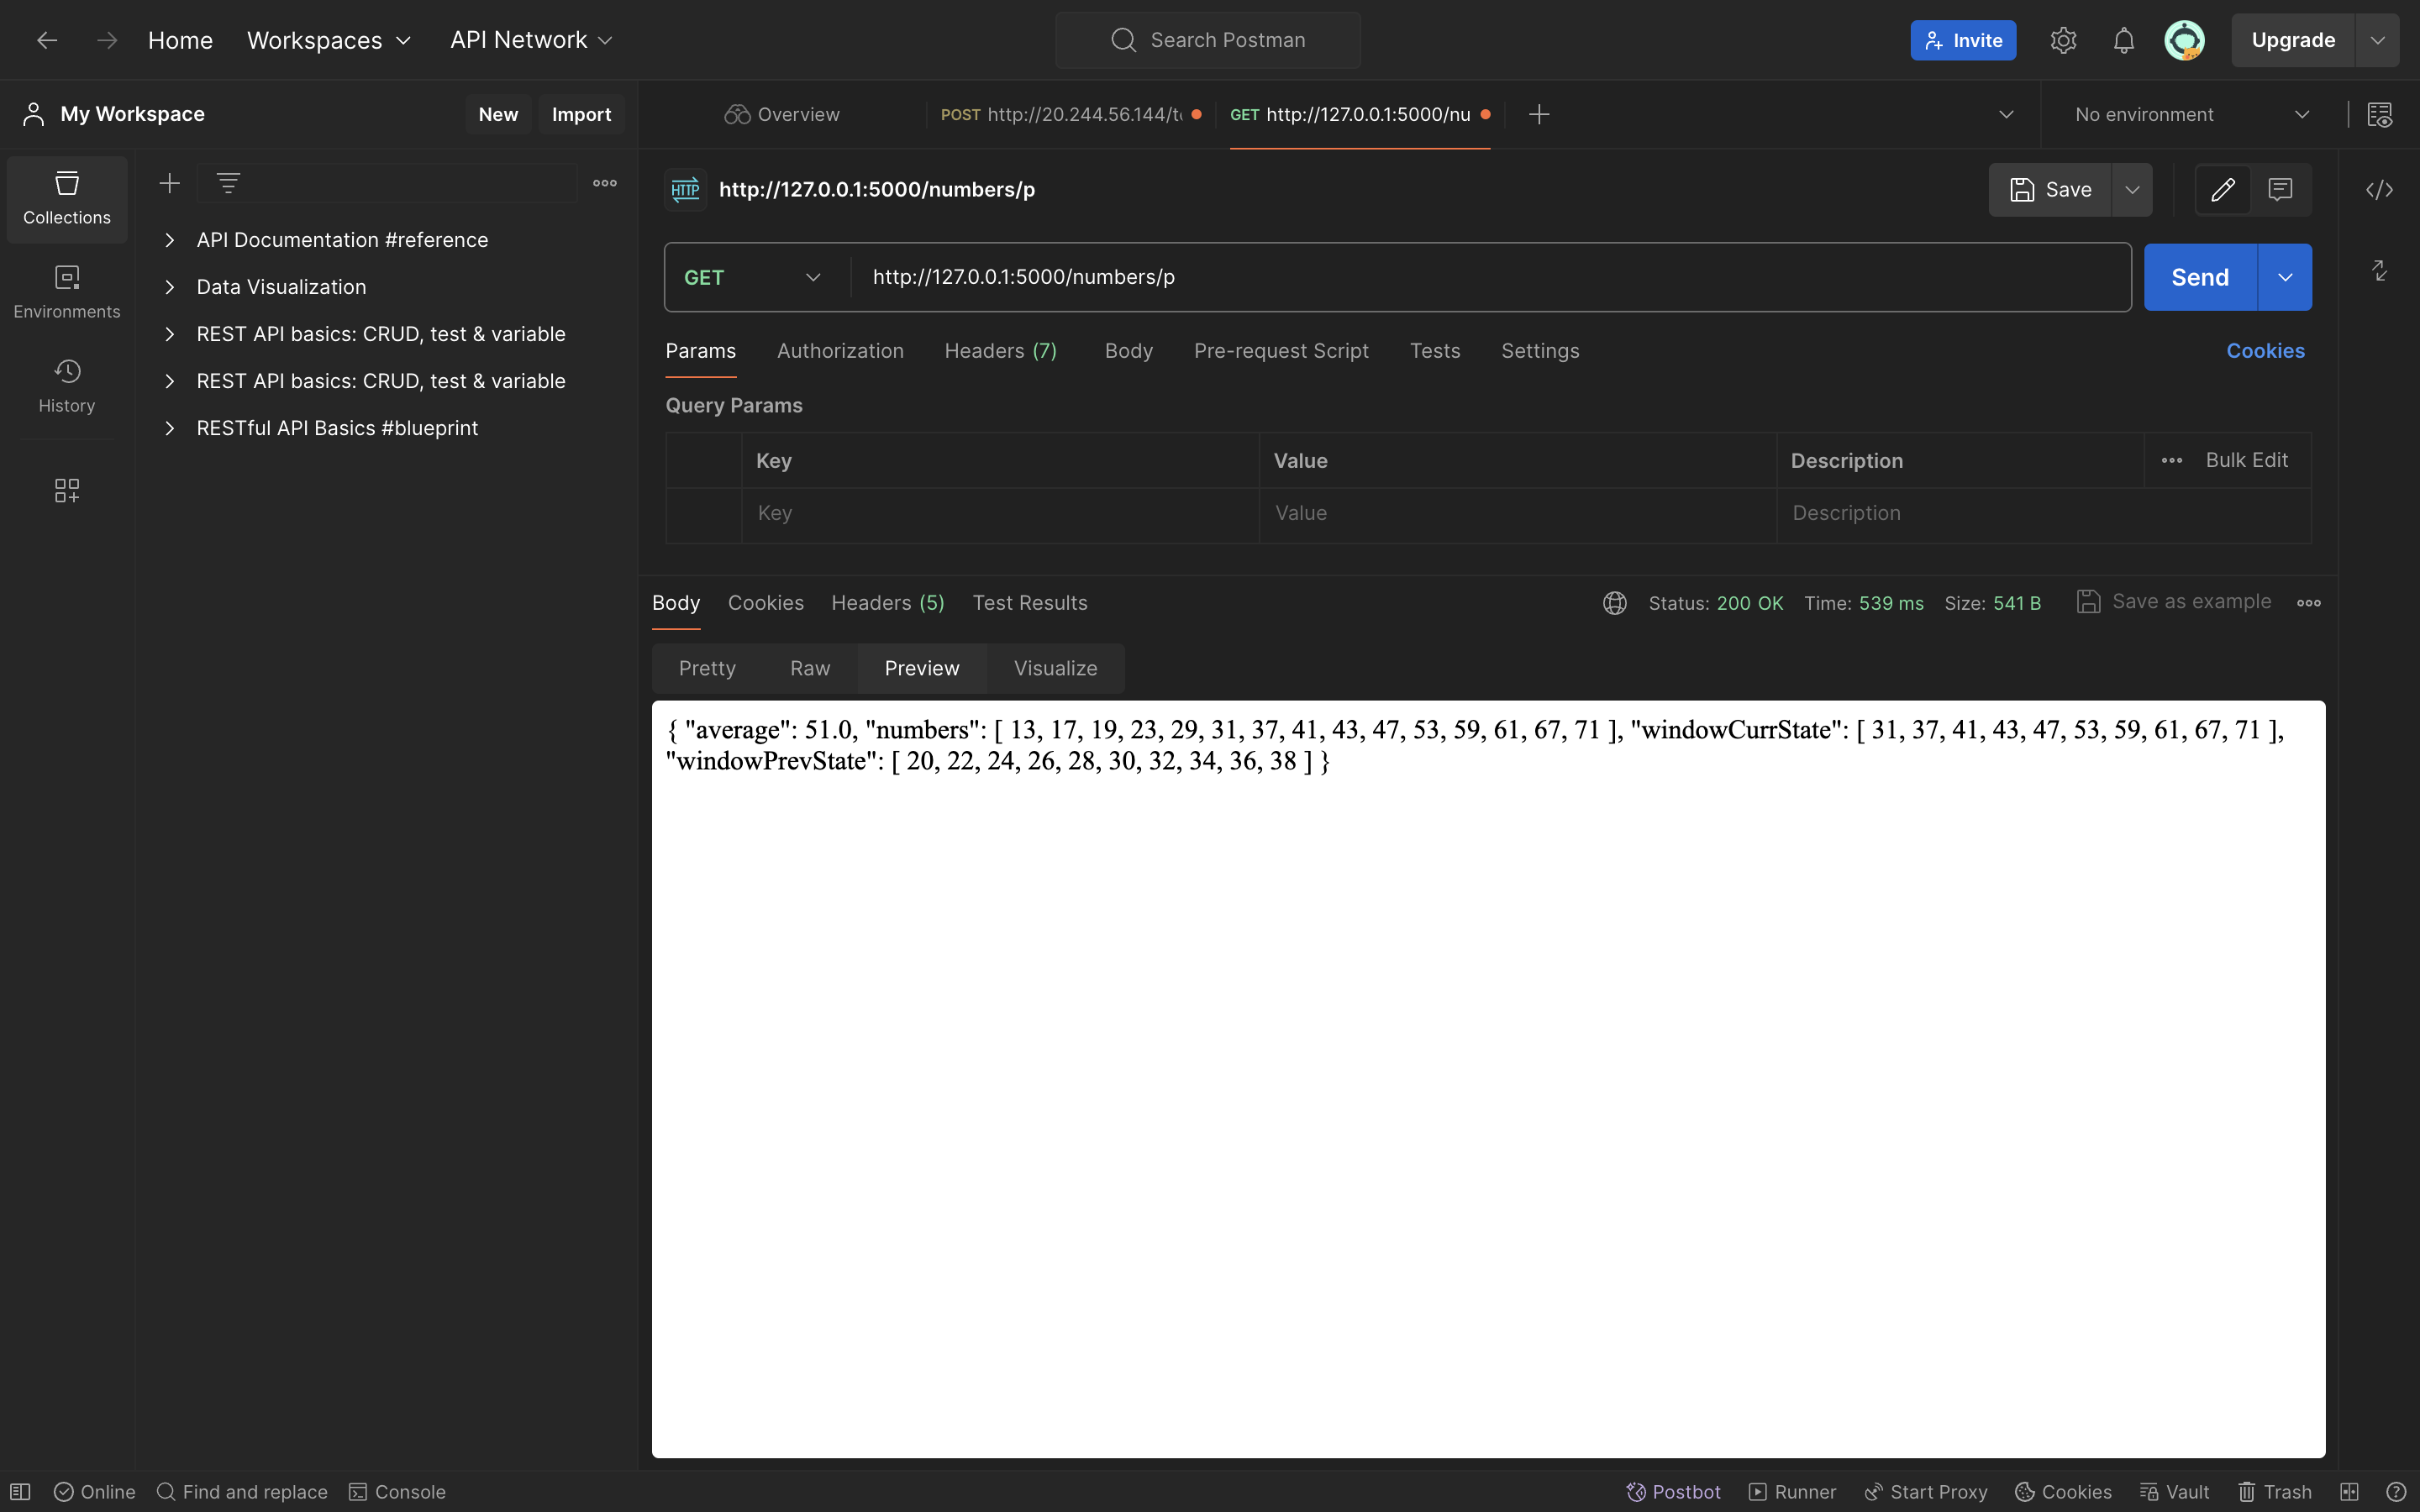 Home Workspaces API Network Search Postman Invite Upgrade
My Workspace New Import
Overview POST http://20.244.56.144/t GET http://127.0.0.1:5000/nu No environment
Collections
Environments
History
API Documentation #reference
Data Visualization
REST API basics: CRUD, test & variable
REST API basics: CRUD, test & variable
RESTful API Basics #blueprint
HTTP http://127.0.0.1:5000/numbers/p Save
GET http://127.0.0.1:5000/numbers/p Send
Params Authorization Headers (7) Body Pre-request Script Tests Settings Cookies
Query Params
Key Value Description Bulk Edit
Key Value Description
Body Cookies Headers (5) Test Results Status: 200 OK Time: 539 ms Size: 541 B Save as example
Pretty Raw Preview Visualize
{ "average": 51.0, "numbers": [ 13, 17, 19, 23, 29, 31, 37, 41, 43, 47, 53, 59, 61, 67, 71 ], "windowCurrState": [ 31, 37, 41, 43, 47, 53, 59, 61, 67, 71 ],
"windowPrevState": [ 20, 22, 24, 26, 28, 30, 32, 34, 36, 38 ] }
Online Find and replace Console Postbot Runner Start Proxy Cookies Vault Trash